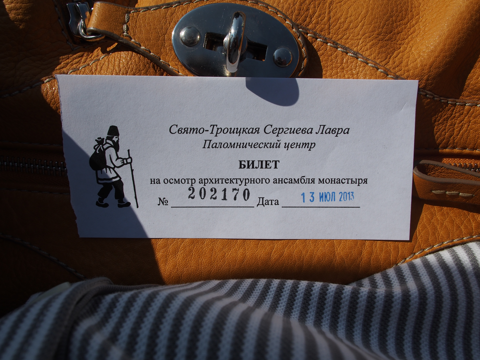 Свято-Троицкая Сергиева Лавра
Паломнический центр
БИЛЕТ
на осмотр архитектурного ансамбля монастыря
№ 202170 Дата 13 ИЮЛ 2013